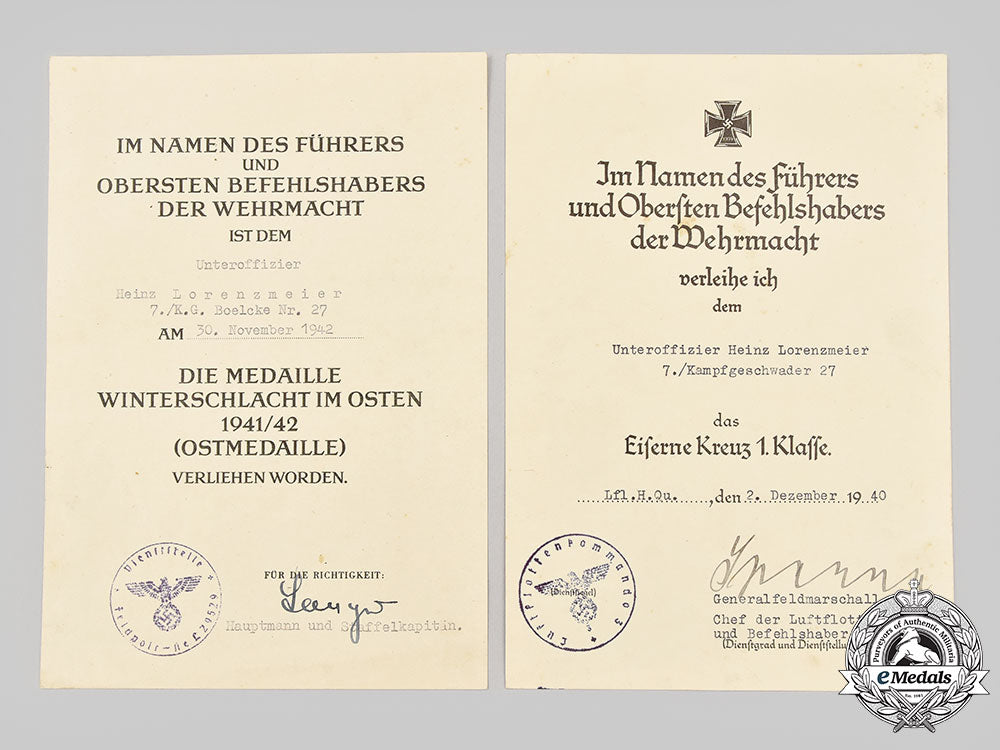 IM NAMEN DES FÜHRERS
UND
OBERSTEN BEFEHLSHABERS
DER WEHRMACHT
IST DEM
Unteroffizier
Heinz Lorenzmeier
7./K.G. Boelcke Nr. 27
AM 30. November 1942
DIE MEDAILLE
WINTERSCHLACHT IM OSTEN
1941/42
(OSTMEDAILLE)
VERLIEHEN WORDEN.
Dienststelle
FÜR DIE RICHTIGKEIT:
Hauptmann und Staffelkapitän.
Im Namen des Führers
und Obersten Befehlshabers
der Wehrmacht
verleihe ich
dem
Unteroffizier Heinz Lorenzmeier
7./Kampfgeschwader 27
das
Eiserne Kreuz 1. Klasse.
Lfl.H.Qu. , den 2. Dezember 1940
Luftflottenkommando 3
(Dienstsiegel)
Generalfeldmarschall
Chef der
und Befehlshaber
(Dienstgrad und
Purveyors of Authentic Militaria
eMedals